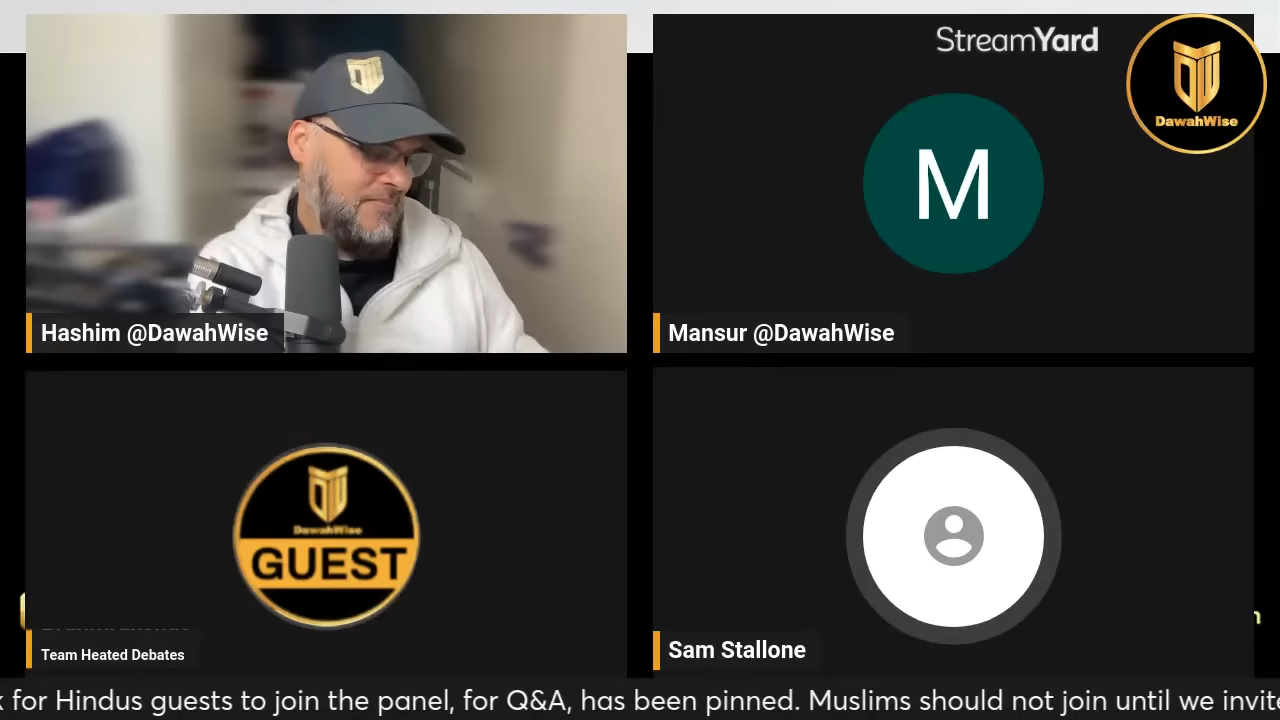 StreamYard
DawahWise
Hashim @DawahWise
M
Mansur @DawahWise
DawahWise
GUEST
Team Heated Debates
Sam Stallone
for Hindus guests to join the panel, for Q&A, has been pinned. Muslims should not join until we